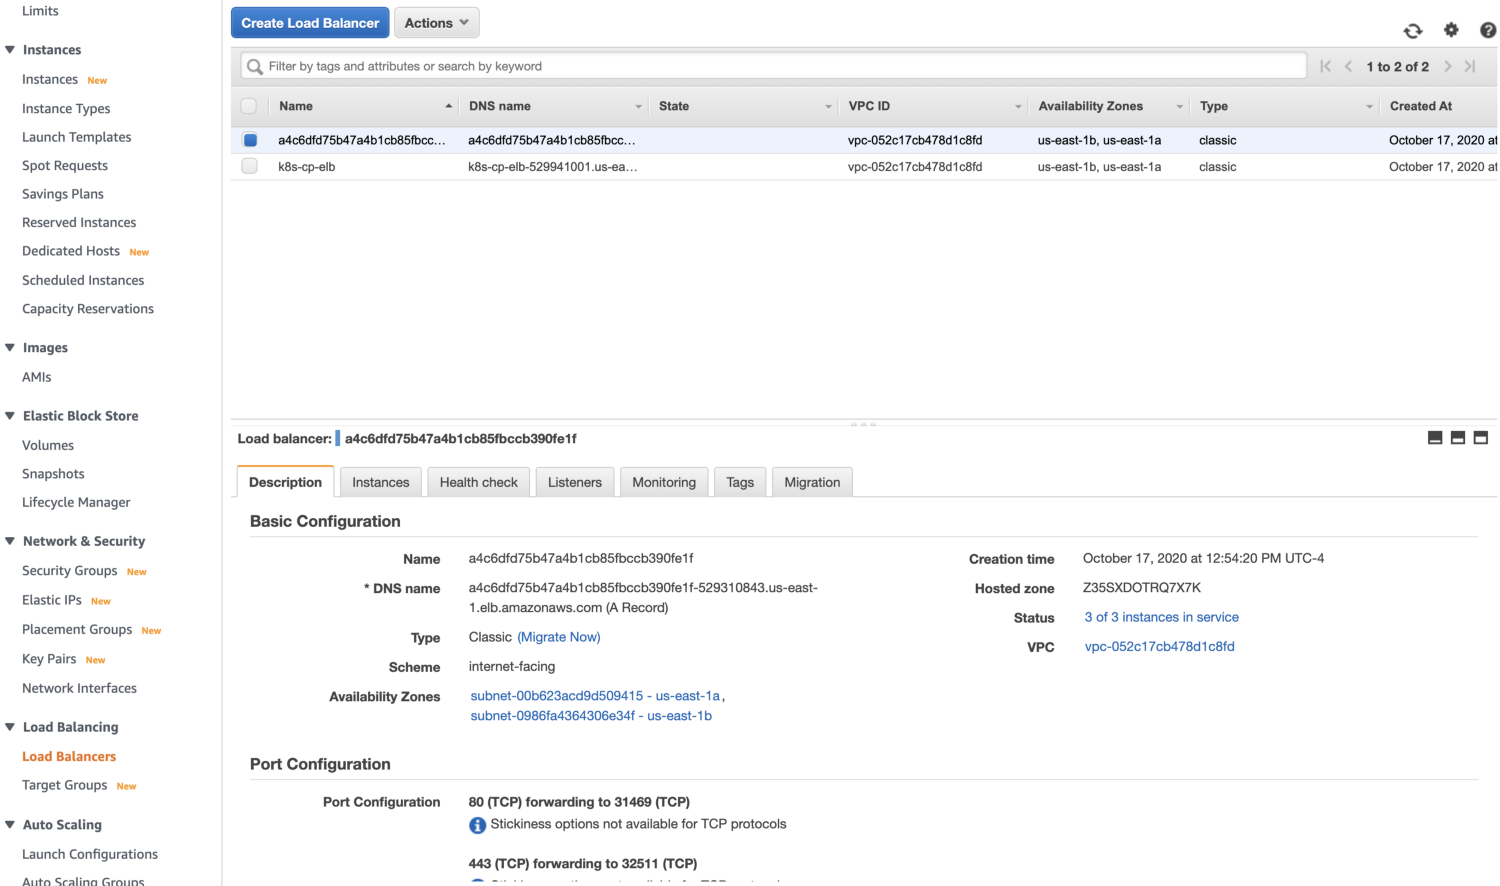 Limits
Instances
Instances New
Instance Types
Launch Templates
Spot Requests
Savings Plans
Reserved Instances
Dedicated Hosts New
Scheduled Instances
Capacity Reservations
Images
AMIs
Elastic Block Store
Volumes
Snapshots
Lifecycle Manager
Network & Security
Security Groups New
Elastic IPs New
Placement Groups New
Key Pairs New
Network Interfaces
Load Balancing
Load Balancers
Target Groups New
Auto Scaling
Launch Configurations
Auto Scaling Groups
Create Load Balancer Actions
Filter by tags and attributes or search by keyword 1 to 2 of 2
Name DNS name State VPC ID Availability Zones Type Created At
a4c6dfd75b47a4b1cb85fbcc... a4c6dfd75b47a4b1cb85fbcc... vpc-052c17cb478d1c8fd us-east-1b, us-east-1a classic October 17, 2020 at
k8s-cp-elb k8s-cp-elb-529941001.us-ea... vpc-052c17cb478d1c8fd us-east-1b, us-east-1a classic October 17, 2020 at
Load balancer: a4c6dfd75b47a4b1cb85fbccb390fe1f
Description Instances Health check Listeners Monitoring Tags Migration
Basic Configuration
Name a4c6dfd75b47a4b1cb85fbccb390fe1f
* DNS name a4c6dfd75b47a4b1cb85fbccb390fe1f-529310843.us-east-
1.elb.amazonaws.com (A Record)
Type Classic (Migrate Now)
Scheme internet-facing
Availability Zones subnet-00b623acd9d509415 - us-east-1a,
subnet-0986fa4364306e34f - us-east-1b
Creation time October 17, 2020 at 12:54:20 PM UTC-4
Hosted zone Z35SXDOTRQ7X7K
Status 3 of 3 instances in service
VPC vpc-052c17cb478d1c8fd
Port Configuration
Port Configuration 80 (TCP) forwarding to 31469 (TCP)
Stickiness options not available for TCP protocols
443 (TCP) forwarding to 32511 (TCP)